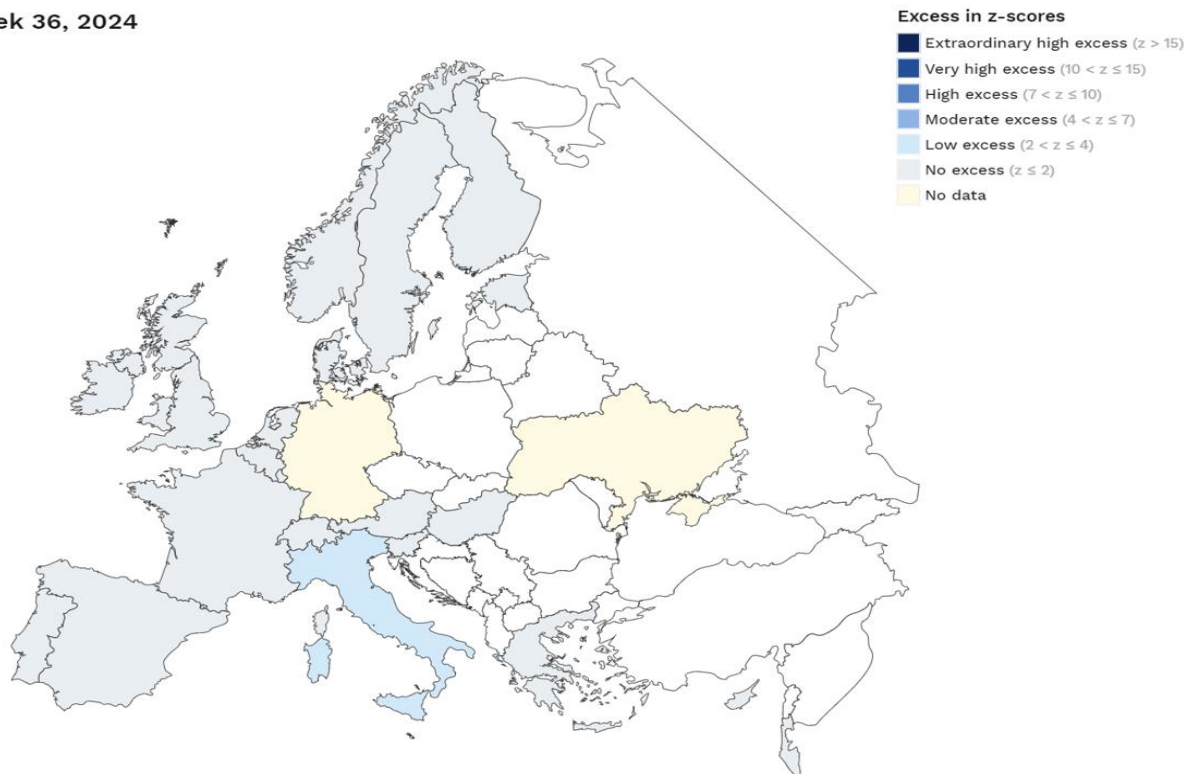 ek 36, 2024
Excess in z-scores
Extraordinary high excess (z > 15)
Very high excess (10 < z ≤ 15)
High excess (7 < z ≤ 10)
Moderate excess (4 < z ≤ 7)
Low excess (2 < z ≤ 4)
No excess (z ≤ 2)
No data